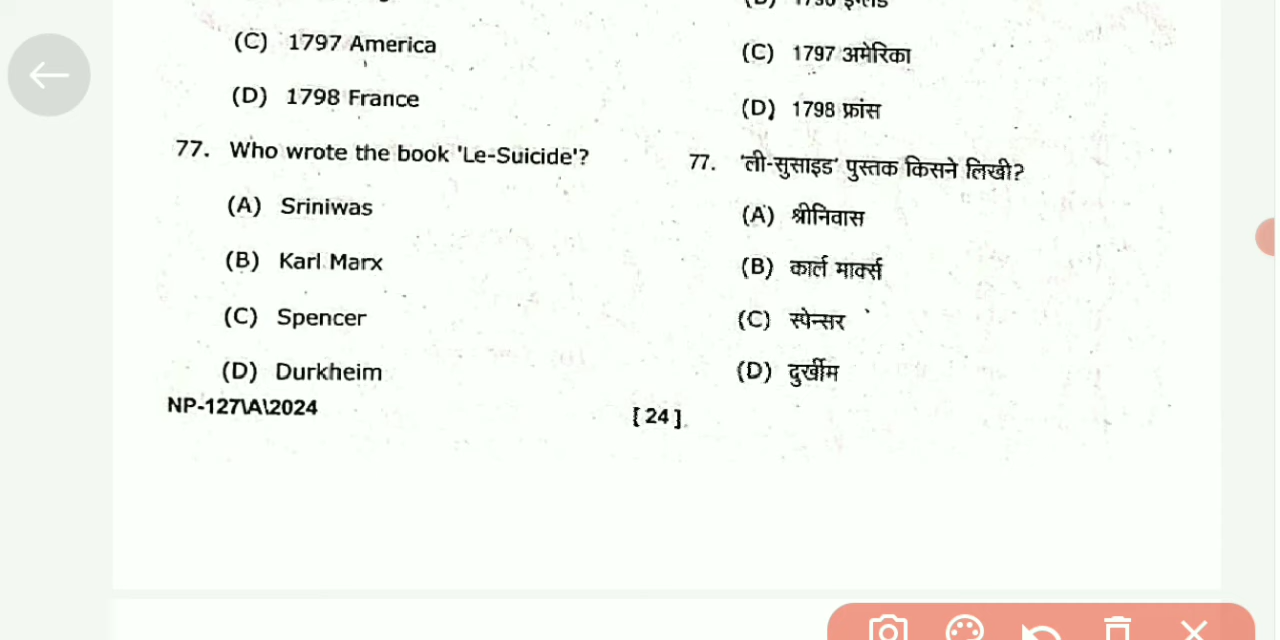 (C) 1797 America
(D) 1798 France
77. Who wrote the book 'Le-Suicide'?
(A) Sriniwas
(B) Karl Marx
(C) Spencer
(D) Durkheim
NP-127\A\2024
(C) 1797 अमेरिका
(D) 1798 फ्रांस
77. 'ली-सुसाइड' पुस्तक किसने लिखी?
(A) श्रीनिवास
(B) कार्ल मार्क्स
(C) स्पेन्सर
(D) दुर्खीम
[ 24 ]